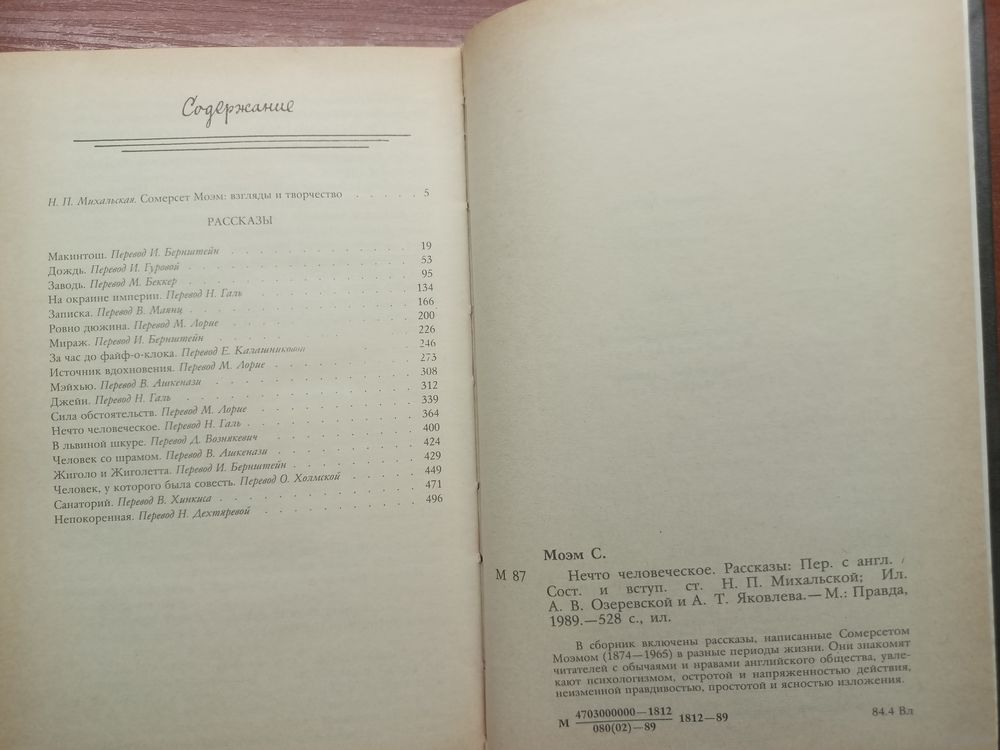 Содержание
Н. П. Михальская. Сомерсет Моэм: взгляды и творчество . . . . . 5
РАССКАЗЫ
Макинтош. Перевод И. Бернштейн 19
Дождь. Перевод И. Гуровой 53
Заводь. Перевод М. Беккер 95
На окраине империи. Перевод Н. Галь 134
Записка. Перевод В. Маянц 166
Ровно дюжина. Перевод М. Лорие 200
Мираж. Перевод И. Бернштейн 226
За час до файф-о-клока. Перевод Е. Калашниковой 246
Источник вдохновения. Перевод М. Лорие 273
Мэйхью. Перевод В. Ашкенази 308
Джейн. Перевод Н. Галь 312
Сила обстоятельств. Перевод М. Лорие 339
Нечто человеческое. Перевод Н. Галь 364
В львиной шкуре. Перевод Д. Вознякевич 400
Человек со шрамом. Перевод В. Ашкенази 424
Жиголо и Жиголетта. Перевод И. Бернштейн 429
Человек, у которого была совесть. Перевод О. Холмской 449
Санаторий. Перевод В. Хинкиса 471
Непокоренная. Перевод Н. Дехтяревой 496
Моэм С.
М 87 Нечто человеческое. Рассказы: Пер. с англ. /
Сост. и вступ. ст. Н. П. Михальской; Ил.
А. В. Озеревской и А. Т. Яковлева.— М.: Правда,
1989.—528 с., ил.
В сборник включены рассказы, написанные Сомерсетом
Моэмом (1874—1965) в разные периоды жизни. Они знакомят
читателей с обычаями и нравами английского общества, увле-
кают психологизмом, остротой и напряженностью действия,
неизменной правдивостью, простотой и ясностью изложения.
М 4703000000—1812
080(02)—89 1812—89 84.4 Вл